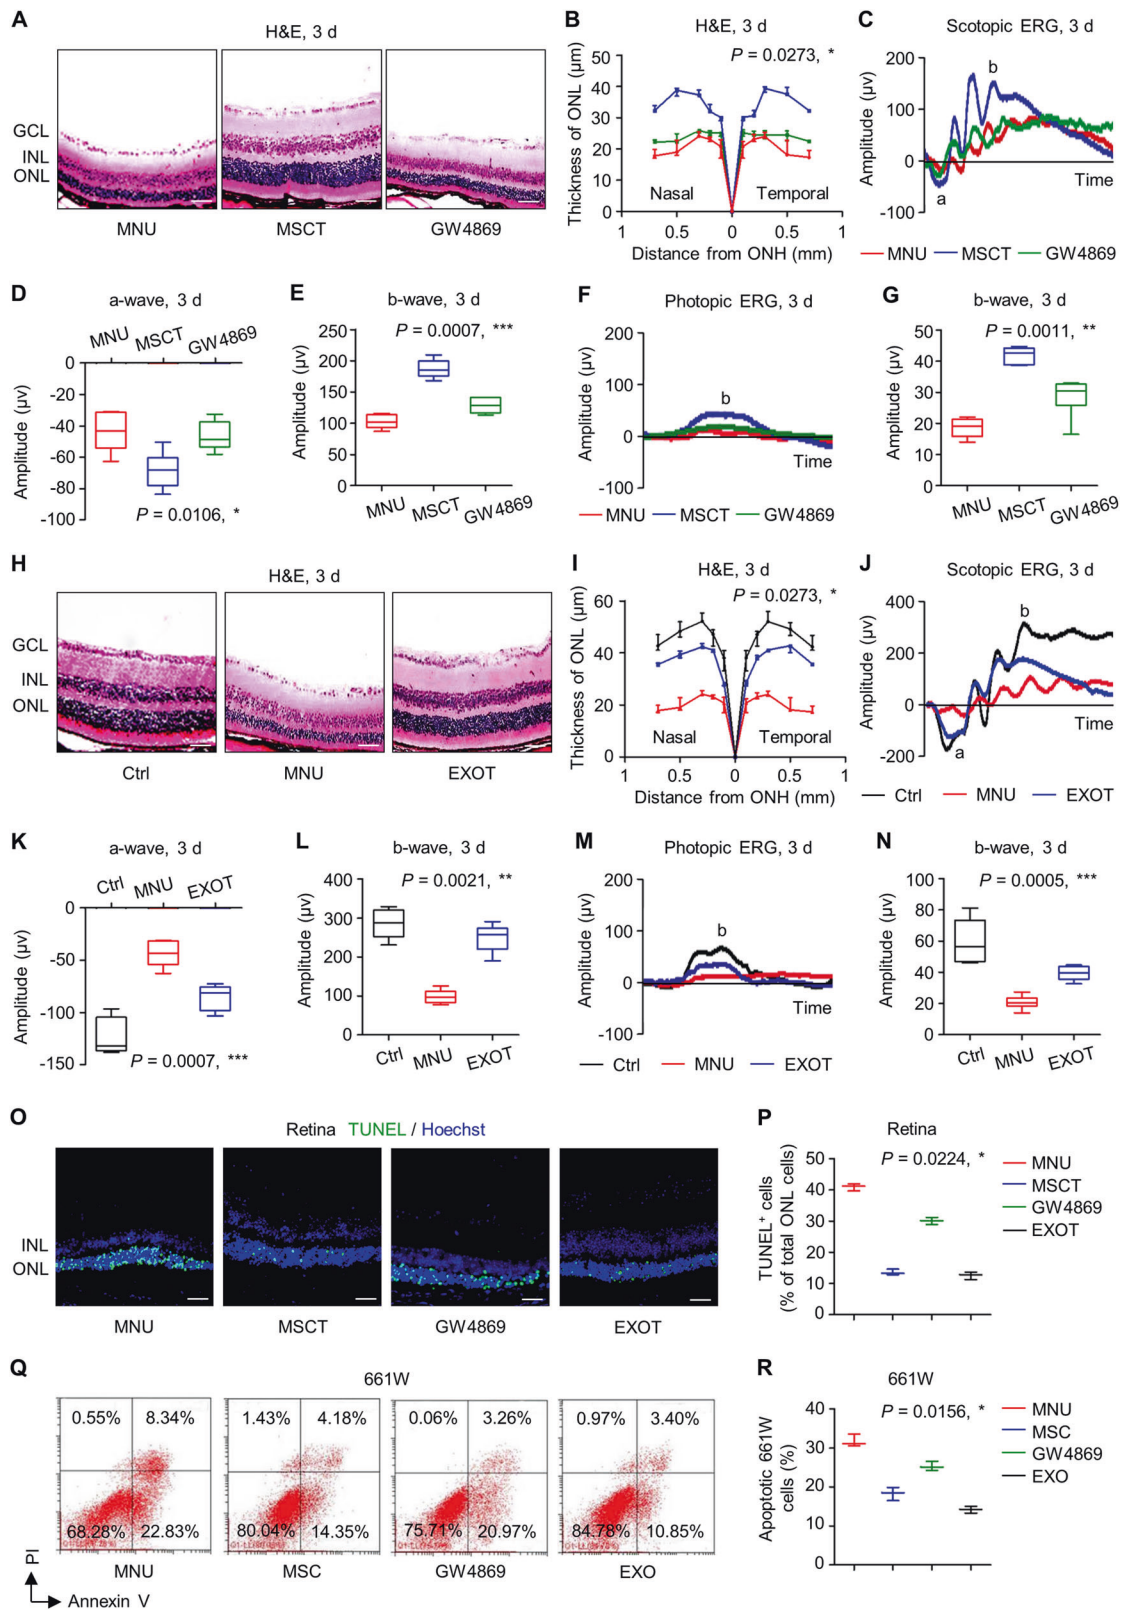 A
H&E, 3 d
GCL
INL
ONL
MNU
MSCT
GW4869
B
H&E, 3 d
P = 0.0273, *
Thickness of ONL (μm)
50
40
30
20
10
0
Nasal
Temporal
1 0.5 0 0.5 1
Distance from ONH (mm)
C
Scotopic ERG, 3 d
Amplitude (μv)
200
100
0
-100
b
a
Time
MNU MSCT GW4869
D
a-wave, 3 d
MNU MSCT GW4869
Amplitude (μv)
0
-20
-40
-60
-80
-100
P = 0.0106, *
E
b-wave, 3 d
P = 0.0007, ***
Amplitude (μv)
250
200
150
100
50
0
MNU MSCT GW4869
F
Photopic ERG, 3 d
Amplitude (μv)
200
100
0
-100
b
Time
MNU MSCT GW4869
G
b-wave, 3 d
P = 0.0011, **
Amplitude (μv)
50
40
30
20
10
0
MNU MSCT GW4869
H
H&E, 3 d
GCL
INL
ONL
Ctrl
MNU
EXOT
I
H&E, 3 d
P = 0.0273, *
Thickness of ONL (μm)
60
40
20
0
Nasal
Temporal
1 0.5 0 0.5 1
Distance from ONH (mm)
J
Scotopic ERG, 3 d
Amplitude (μv)
400
200
0
-200
b
a
Time
Ctrl MNU EXOT
K
a-wave, 3 d
Ctrl MNU EXOT
Amplitude (μv)
0
-50
-100
-150
P = 0.0007, ***
L
b-wave, 3 d
P = 0.0021, **
Amplitude (μv)
400
300
200
100
0
Ctrl MNU EXOT
M
Photopic ERG, 3 d
Amplitude (μv)
200
100
0
-100
b
Time
Ctrl MNU EXOT
N
b-wave, 3 d
P = 0.0005, ***
Amplitude (μv)
100
80
60
40
20
0
Ctrl MNU EXOT
O
Retina TUNEL / Hoechst
INL
ONL
MNU
MSCT
GW4869
EXOT
P
Retina
P = 0.0224, *
TUNEL⁺ cells
(% of total ONL cells)
50
40
30
20
10
0
MNU
MSCT
GW4869
EXOT
Q
661W
0.55% 8.34%
68.28% 22.83%
MNU
1.43% 4.18%
80.04% 14.35%
MSC
0.06% 3.26%
75.71% 20.97%
GW4869
0.97% 3.40%
84.78% 10.85%
EXO
PI
Annexin V
R
661W
P = 0.0156, *
Apoptotic 661W
cells (%)
40
30
20
10
0
MNU
MSC
GW4869
EXO